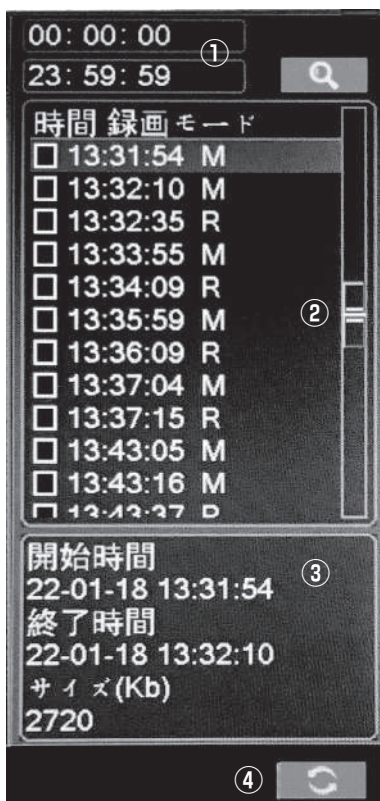 00: 00: 00
①
23: 59: 59
時間 録画モード
13:31:54 M
13:32:10 M
13:32:35 R
13:33:55 M
13:34:09 R
13:35:59 M
②
13:36:09 R
13:37:04 M
13:37:15 R
13:43:05 M
13:43:16 M
13:43:37 R
開始時間
③
22-01-18 13:31:54
終了時間
22-01-18 13:32:10
サイズ(Kb)
2720
④